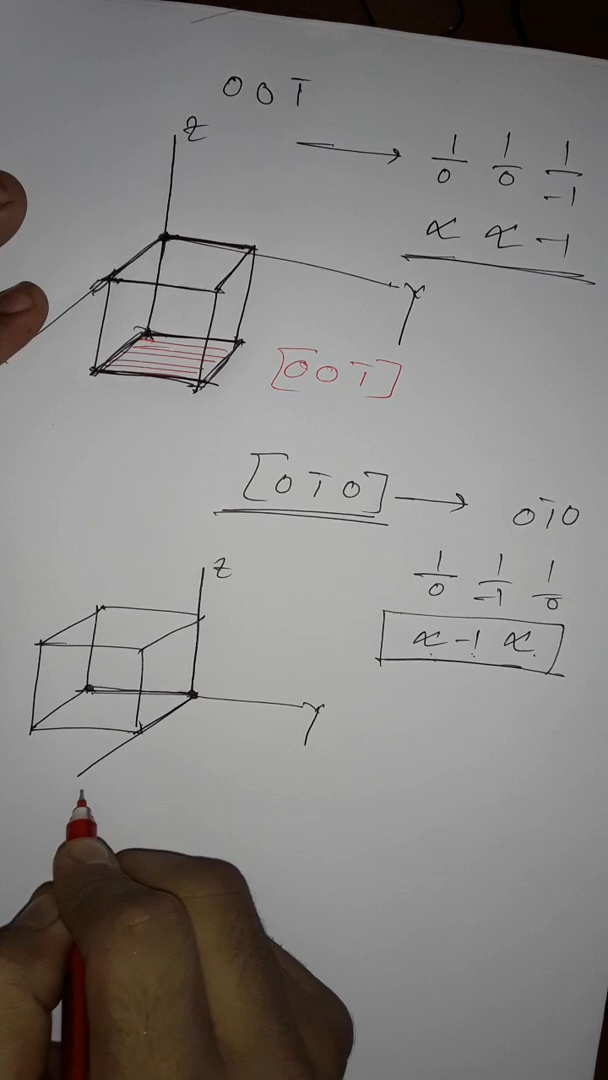 0 0 1̅
Z
1/0 1/0 1/-1
∝ ∝ -1
Y
[0̅ 0 1̅]
[0 1̅ 0] → 0 1̅ 0
1/0 1/-1 1/0
∝ -1 ∝
Z
Y